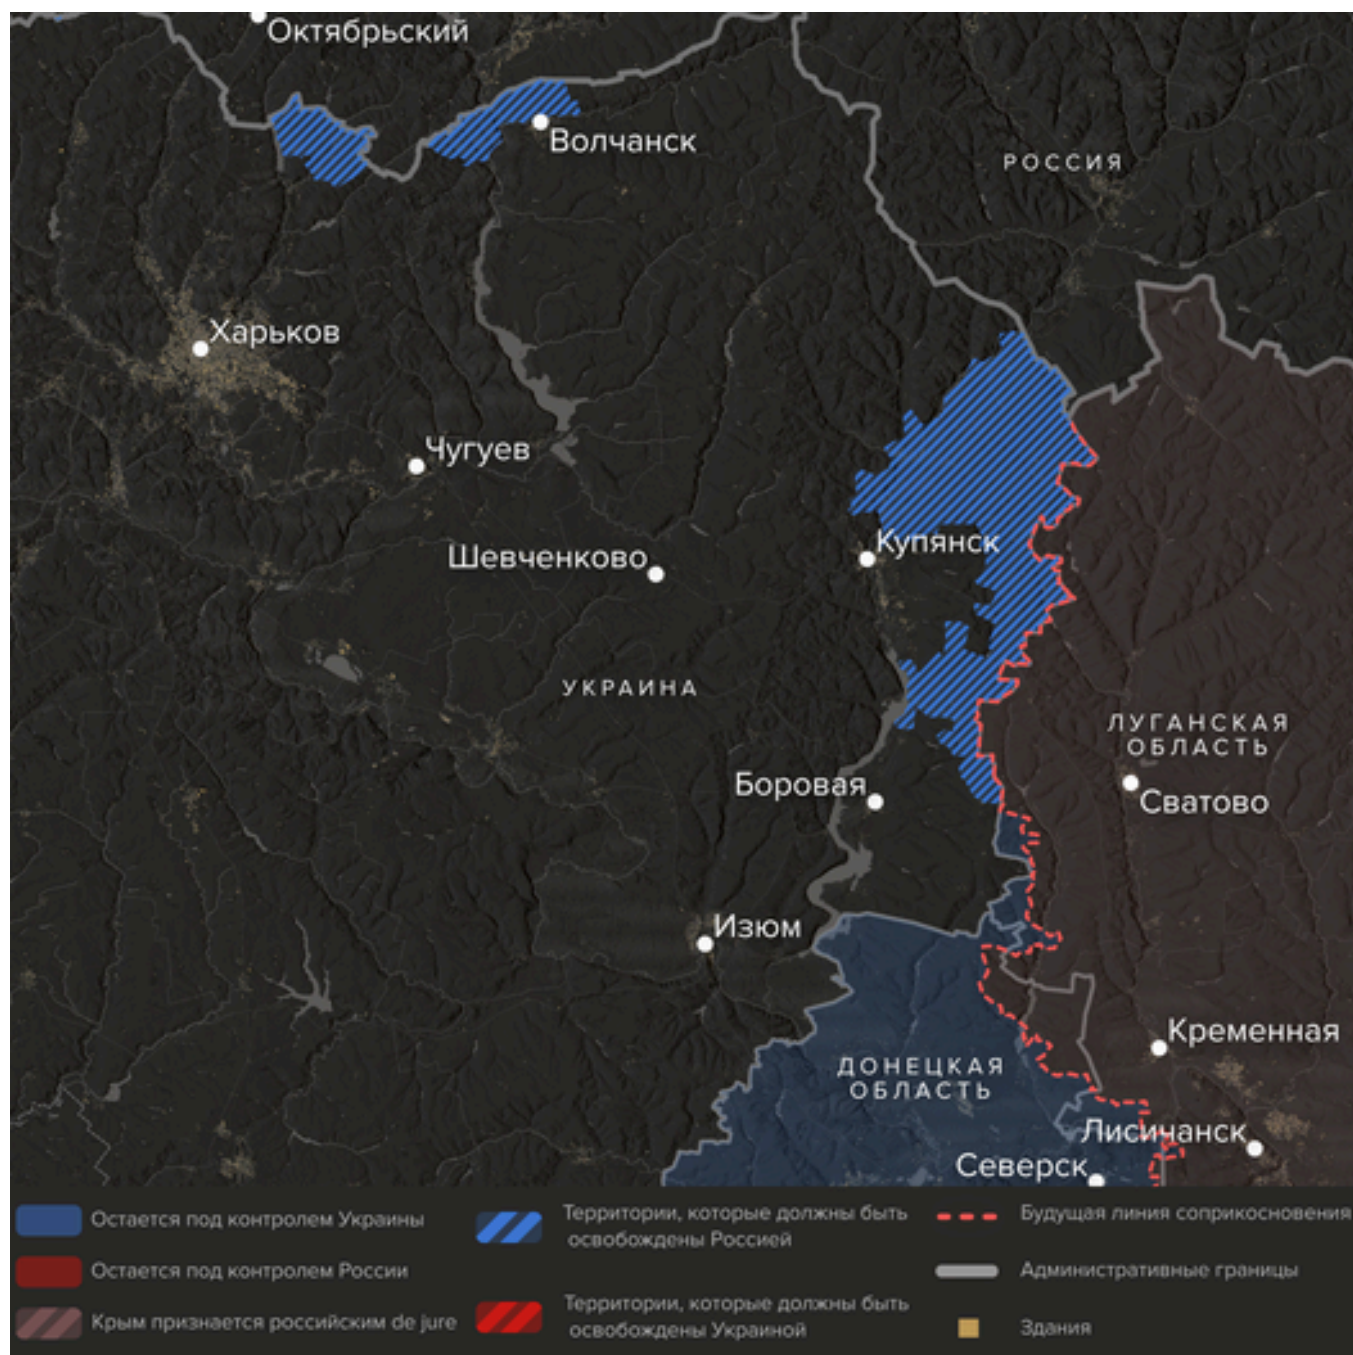 Октябрьский
Волчанск
РОССИЯ
Харьков
Чугуев
Купянск
Шевченково
УКРАИНА
ЛУГАНСКАЯ
ОБЛАСТЬ
Боровая
Сватово
Изюм
Кременная
ДОНЕЦКАЯ
ОБЛАСТЬ
Лисичанск
Северск
Остается под контролем Украины
Остается под контролем России
Крым признается российским de jure
Территории, которые должны быть
освобождены Россией
Территории, которые должны быть
освобождены Украиной
Будущая линия соприкосновения
Административные границы
Здания